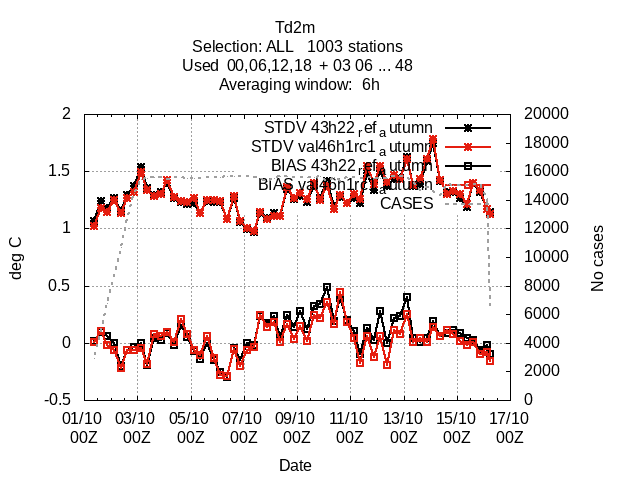 Td2m
Selection: ALL 1003 stations
Used 00,06,12,18 + 03 06 ... 48
Averaging window: 6h
STDV 43h22_ref_autumn
STDV val46h1rc1_autumn
BIAS 43h22_ref_autumn
BIAS val46h1rc1_autumn
CASES
2
1.5
1
0.5
0
-0.5
deg C
20000
18000
16000
14000
12000
10000
8000
6000
4000
2000
0
No cases
01/10 03/10 05/10 07/10 09/10 11/10 13/10 15/10 17/10
00Z 00Z 00Z 00Z 00Z 00Z 00Z 00Z 00Z
Date